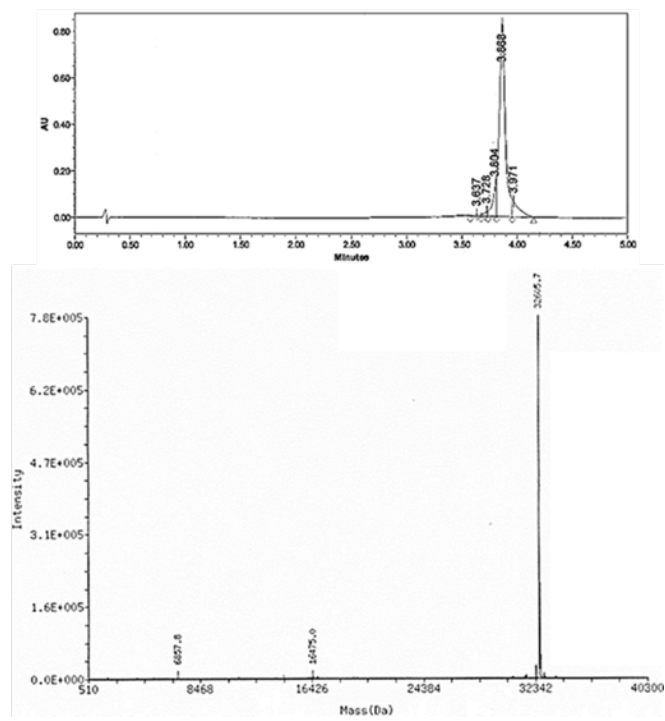 0.80
3.868
0.60
AU
0.40
0.20
3.637
3.728
3.804
3.971
0.00
0.00 0.50 1.00 1.50 2.00 2.50 3.00 3.50 4.00 4.50 5.00
Minutes
32605.7
7.8E+005
6.2E+005
4.7E+005
Intensity
3.1E+005
1.6E+005
6857.8
16475.0
0.0E+000
510 8468 16426 24384 32342 40300
Mass(Da)